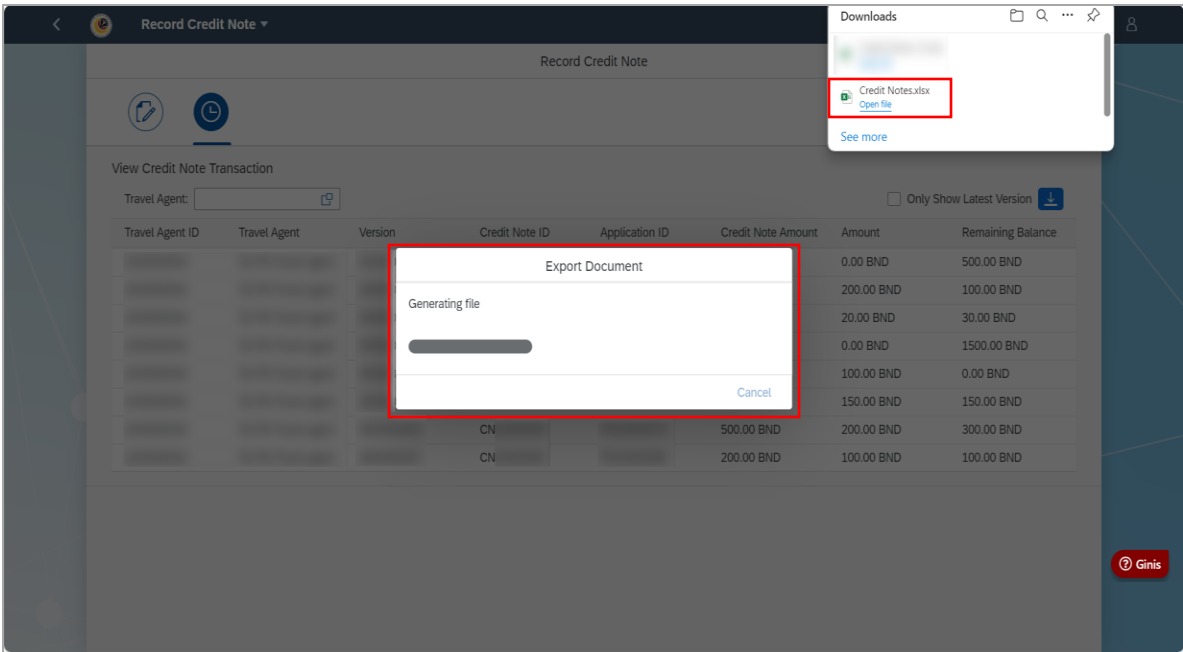 Record Credit Note
Downloads
Record Credit Note
Credit Notes.xlsx
Open file
See more
View Credit Note Transaction
Travel Agent:
Only Show Latest Version
Travel Agent ID Travel Agent Version Credit Note ID Application ID Credit Note Amount Amount Remaining Balance
0.00 BND 500.00 BND
200.00 BND 100.00 BND
20.00 BND 30.00 BND
0.00 BND 1500.00 BND
100.00 BND 0.00 BND
150.00 BND 150.00 BND
CN 500.00 BND 200.00 BND 300.00 BND
CN 200.00 BND 100.00 BND 100.00 BND
Export Document
Generating file
Cancel
Ginis